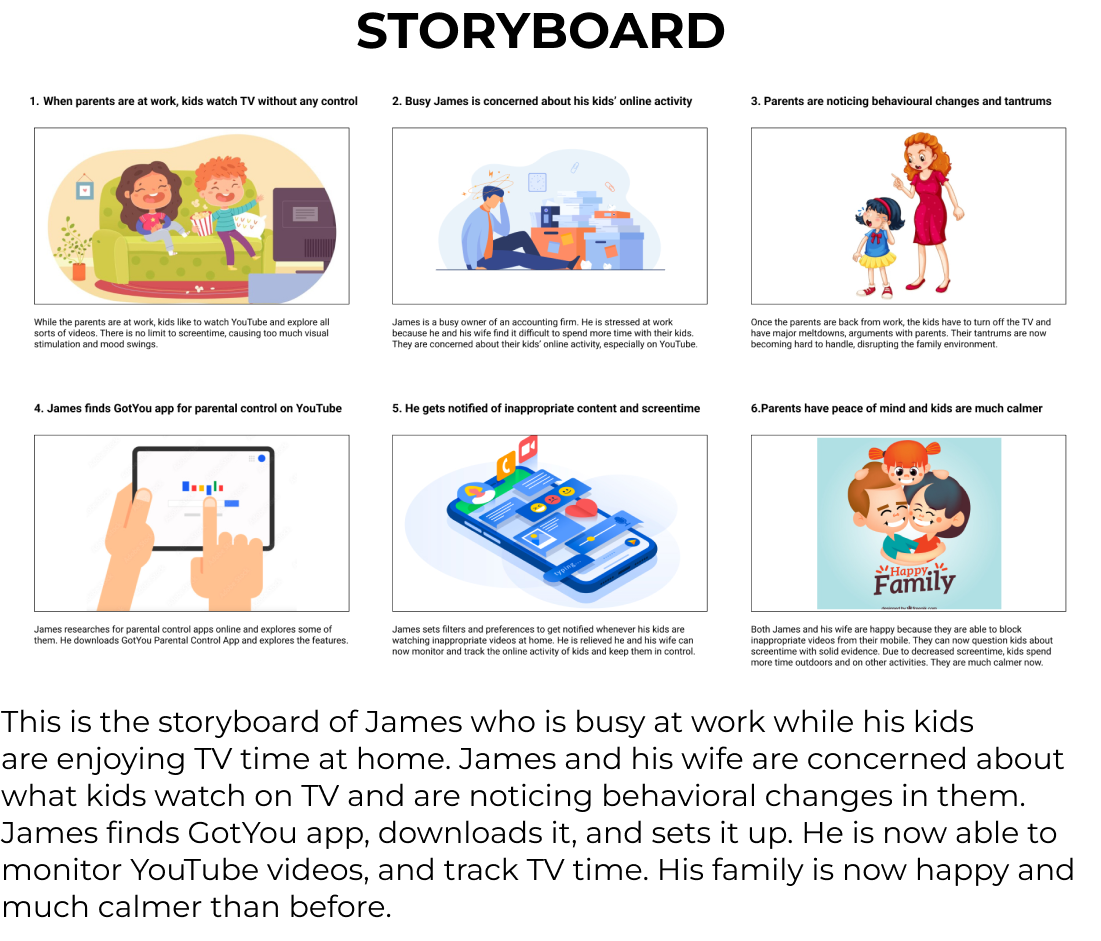 STORYBOARD
1. When parents are at work, kids watch TV without any control
While the parents are at work, kids like to watch YouTube and explore all
sorts of videos. There is no limit to screentime, causing too much visual
stimulation and mood swings.
2. Busy James is concerned about his kids’ online activity
James is a busy owner of an accounting firm. He is stressed at work
because he and his wife find it difficult to spend more time with their kids.
They are concerned about their kids’ online activity, especially on YouTube.
3. Parents are noticing behavioural changes and tantrums
Once the parents are back from work, the kids have to turn off the TV and
have major meltdowns, arguments with parents. Their tantrums are now
becoming hard to handle, disrupting the family environment.
4. James finds GotYou app for parental control on YouTube
James researches for parental control apps online and explores some of
them. He downloads GotYou Parental Control App and explores the features.
5. He gets notified of inappropriate content and screentime
typing...
James sets filters and preferences to get notified whenever his kids are
watching inappropriate videos at home. He is relieved he and his wife can
now monitor and track the online activity of kids and keep them in control.
6.Parents have peace of mind and kids are much calmer
Happy
Family
designed by freepik.com
Both James and his wife are happy because they are able to block
inappropriate videos from their mobile. They can now question kids about
screentime with solid evidence. Due to decreased screentime, kids spend
more time outdoors and on other activities. They are much calmer now.
This is the storyboard of James who is busy at work while his kids
are enjoying TV time at home. James and his wife are concerned about
what kids watch on TV and are noticing behavioral changes in them.
James finds GotYou app, downloads it, and sets it up. He is now able to
monitor YouTube videos, and track TV time. His family is now happy and
much calmer than before.